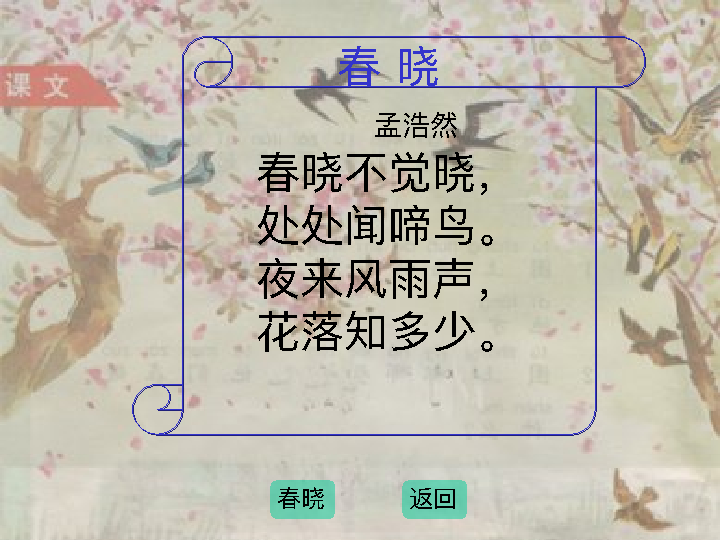 课文
春 晓
孟浩然
春晓不觉晓，
处处闻啼鸟。
夜来风雨声，
花落知多少。
春晓
返回